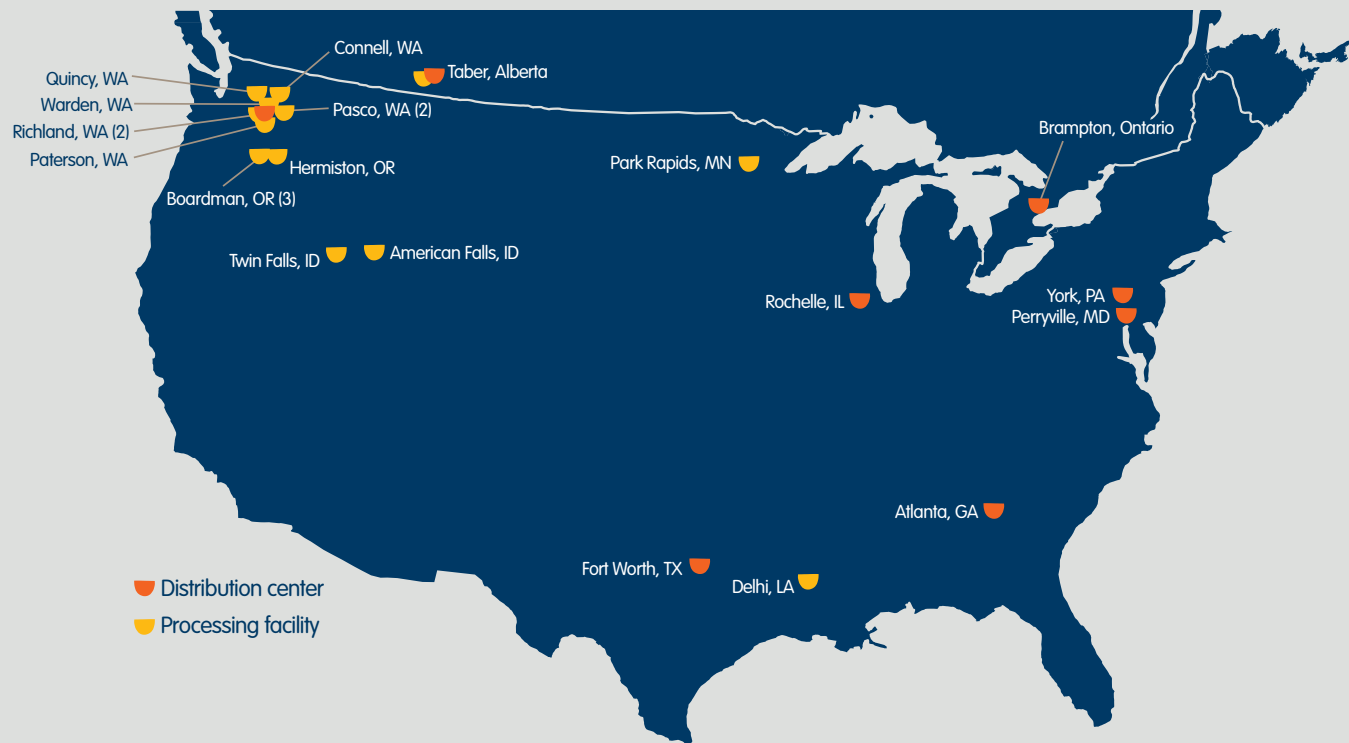 Connell, WA
Quincy, WA
Taber, Alberta
Warden, WA
Pasco, WA (2)
Richland, WA (2)
Paterson, WA
Hermiston, OR
Boardman, OR (3)
Brampton, Ontario
Park Rapids, MN
Twin Falls, ID
American Falls, ID
Rochelle, IL
York, PA
Perryville, MD
Atlanta, GA
Fort Worth, TX
Delhi, LA
Distribution center
Processing facility